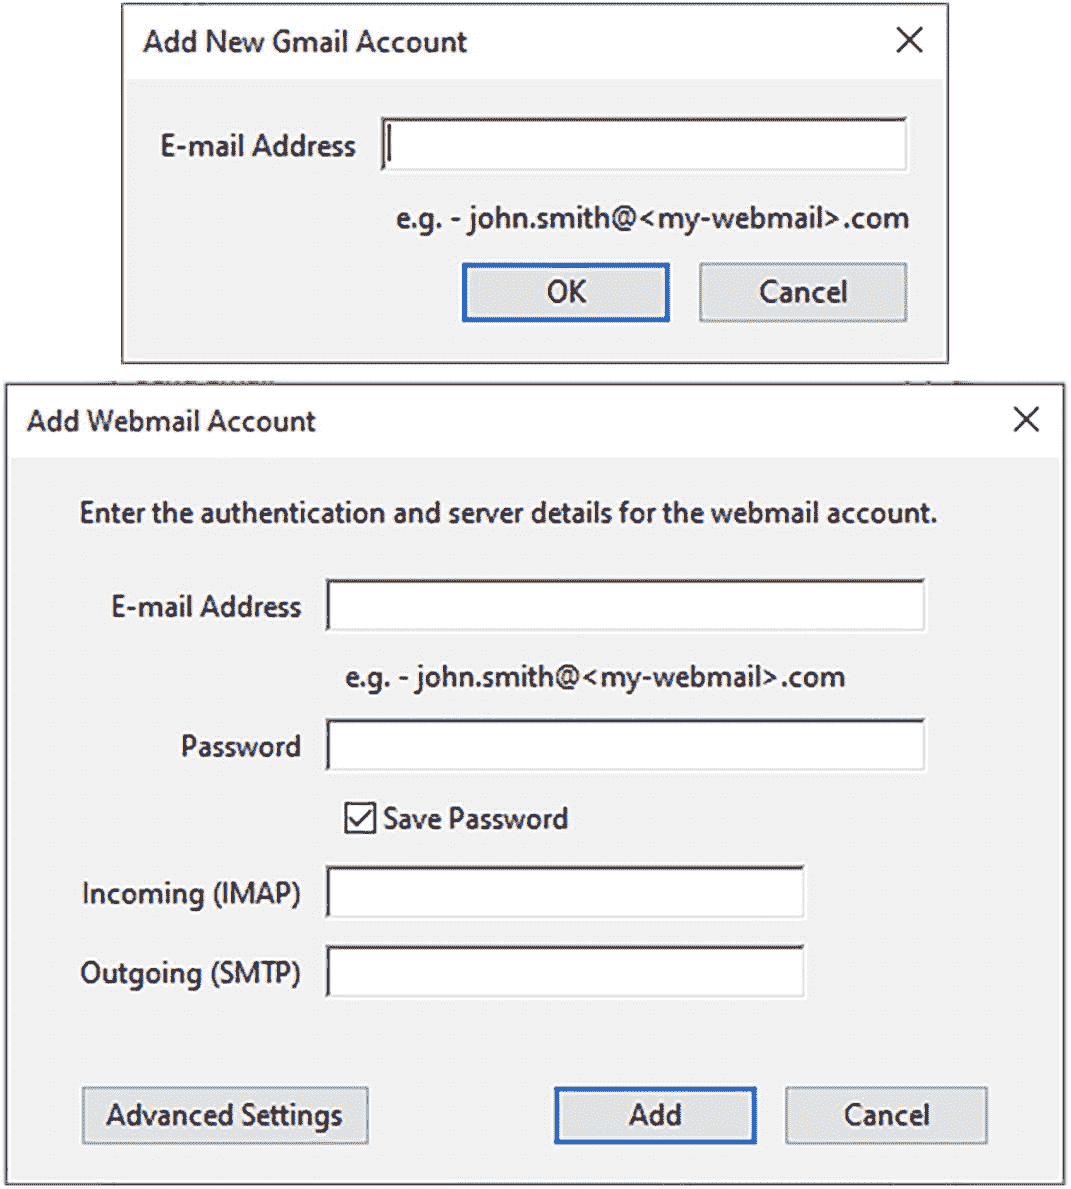 Add New Gmail Account
E-mail Address
e.g. - john.smith@<my-webmail>.com
OK Cancel
Add Webmail Account
Enter the authentication and server details for the webmail account.
E-mail Address
e.g. - john.smith@<my-webmail>.com
Password
Save Password
Incoming (IMAP)
Outgoing (SMTP)
Advanced Settings Add Cancel